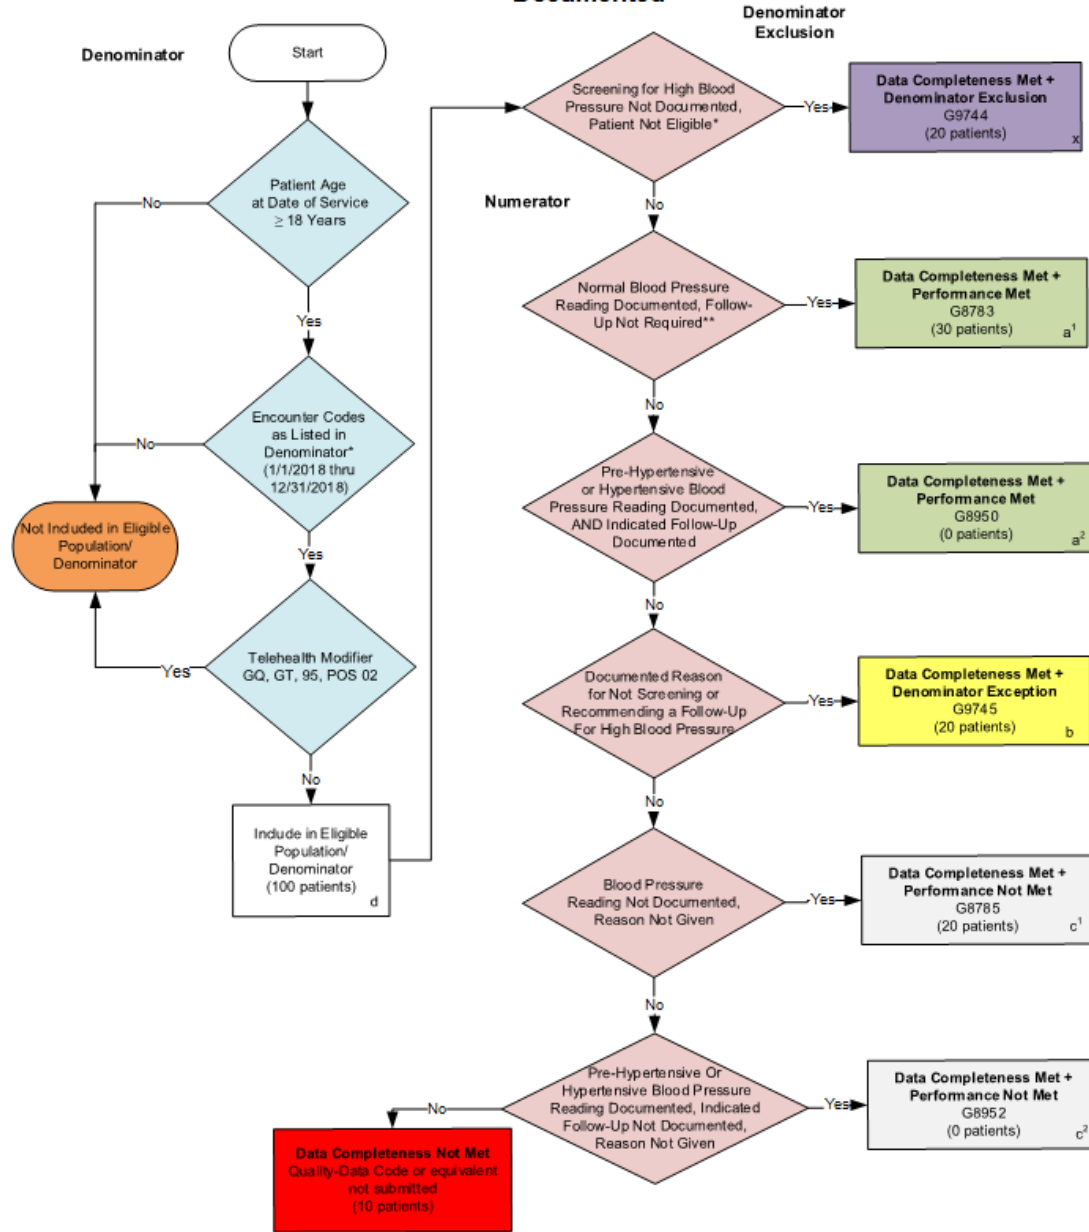 Documented
Denominator
Start
No
Patient Age
at Date of Service
≥ 18 Years
Yes
No
Encounter Codes
as Listed in
Denominator*
(1/1/2018 thru
12/31/2018)
Not Included in Eligible
Population/
Denominator
Yes
Yes
Telehealth Modifier
GQ, GT, 95, POS 02
No
Include in Eligible
Population/
Denominator
(100 patients)
d
Denominator
Exclusion
Screening for High Blood
Pressure Not Documented,
Patient Not Eligible*
Yes
Data Completeness Met +
Denominator Exclusion
G9744
(20 patients)
x
Numerator
No
Normal Blood Pressure
Reading Documented, Follow-
Up Not Required**
Yes
Data Completeness Met +
Performance Met
G8783
(30 patients)
a¹
No
Pre-Hypertensive
or Hypertensive Blood
Pressure Reading Documented,
AND Indicated Follow-Up
Documented
Yes
Data Completeness Met +
Performance Met
G8950
(0 patients)
a²
No
Documented Reason
for Not Screening or
Recommending a Follow-Up
For High Blood Pressure
Yes
Data Completeness Met +
Denominator Exception
G9745
(20 patients)
b
No
Blood Pressure
Reading Not Documented,
Reason Not Given
Yes
Data Completeness Met +
Performance Not Met
G8785
(20 patients)
c¹
No
Pre-Hypertensive Or
Hypertensive Blood Pressure
Reading Documented, Indicated
Follow-Up Not Documented,
Reason Not Given
Yes
Data Completeness Met +
Performance Not Met
G8952
(0 patients)
c²
No
Data Completeness Not Met
Quality-Data Code or equivalent
not submitted
(10 patients)